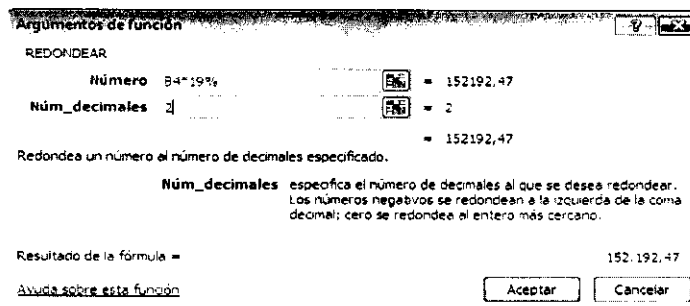 Argumentos de función
REDONDEAR
Número B4*19% = 152192,47
Núm_decimales 2 = 2
= 152192,47
Redondea un número al número de decimales especificado.
Núm_decimales especifica el número de decimales al que se desea redondear.
Los números negativos se redondean a la izquierda de la coma
decimal; cero se redondea al entero más cercano.
Resultado de la fórmula = 152.192,47
Ayuda sobre esta función Aceptar Cancelar